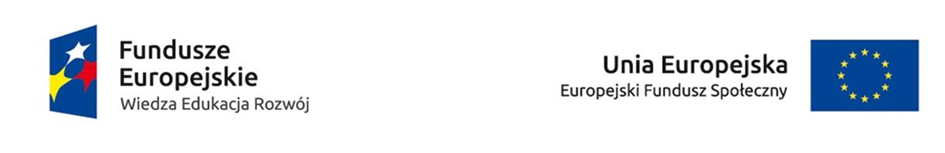 Fundusze
Europejskie
Wiedza Edukacja Rozwój
Unia Europejska
Europejski Fundusz Społeczny